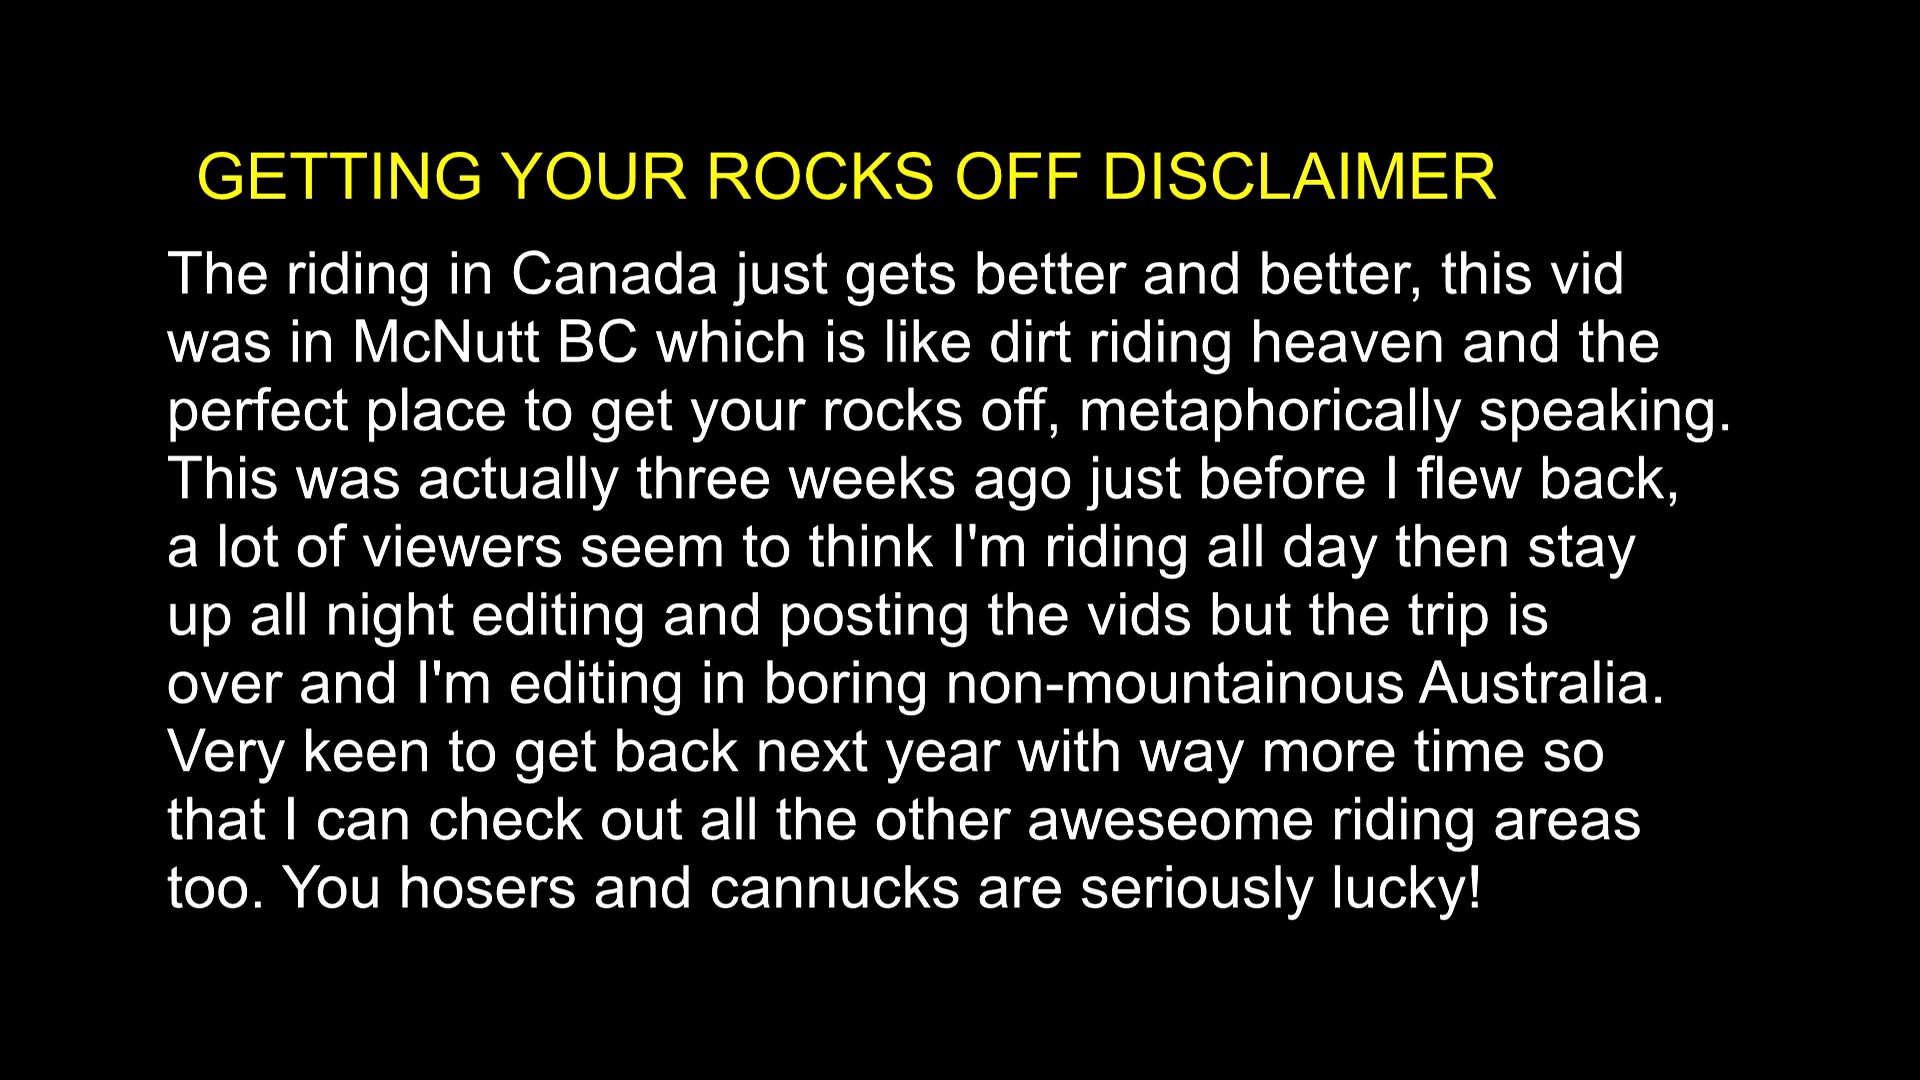 GETTING YOUR ROCKS OFF DISCLAIMER
The riding in Canada just gets better and better, this vid
was in McNutt BC which is like dirt riding heaven and the
perfect place to get your rocks off, metaphorically speaking.
This was actually three weeks ago just before I flew back,
a lot of viewers seem to think I'm riding all day then stay
up all night editing and posting the vids but the trip is
over and I'm editing in boring non-mountainous Australia.
Very keen to get back next year with way more time so
that I can check out all the other aweseome riding areas
too. You hosers and cannucks are seriously lucky!